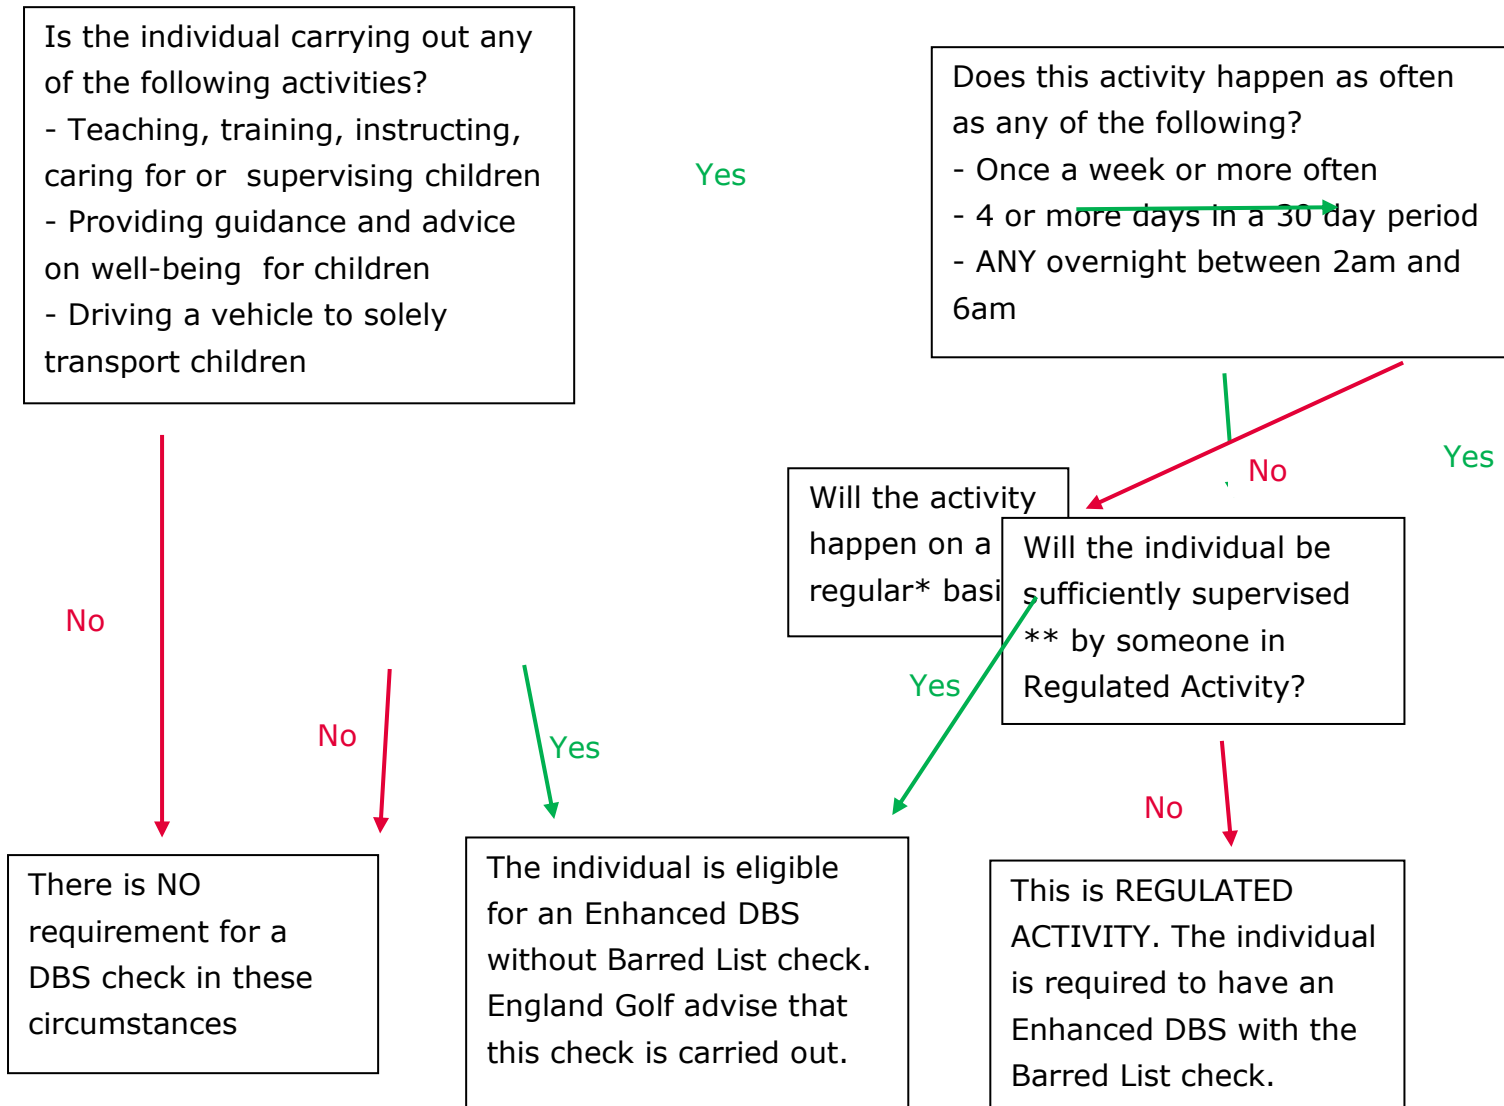 Is the individual carrying out any
of the following activities?
- Teaching, training, instructing,
caring for or supervising children
- Providing guidance and advice
on well-being for children
- Driving a vehicle to solely
transport children
Yes
Does this activity happen as often
as any of the following?
- Once a week or more often
- 4 or more days in a 30 day period
- ANY overnight between 2am and
6am
No
Yes
Will the activity
happen on a
regular* basi
Will the individual be
sufficiently supervised
** by someone in
Regulated Activity?
No
Yes
No
Yes
No
There is NO
requirement for a
DBS check in these
circumstances
The individual is eligible
for an Enhanced DBS
without Barred List check.
England Golf advise that
this check is carried out.
This is REGULATED
ACTIVITY. The individual
is required to have an
Enhanced DBS with the
Barred List check.